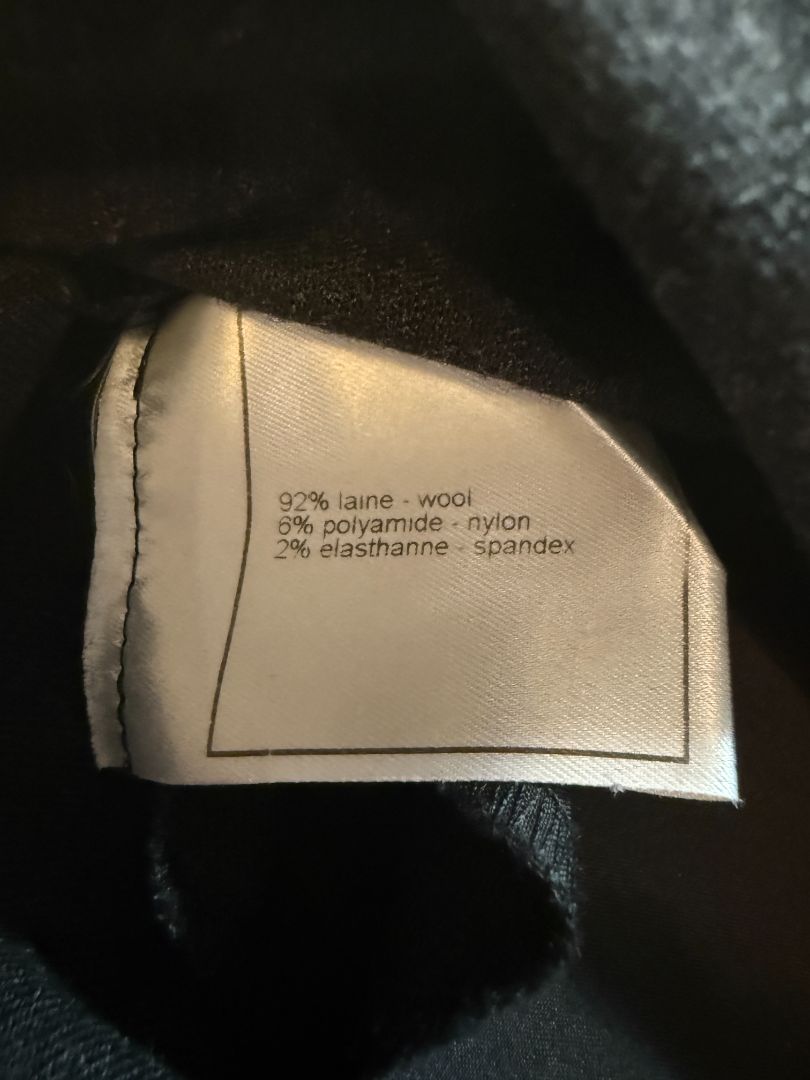 92% laine - wool
6% polyamide - nylon
2% elasthanne - spandex